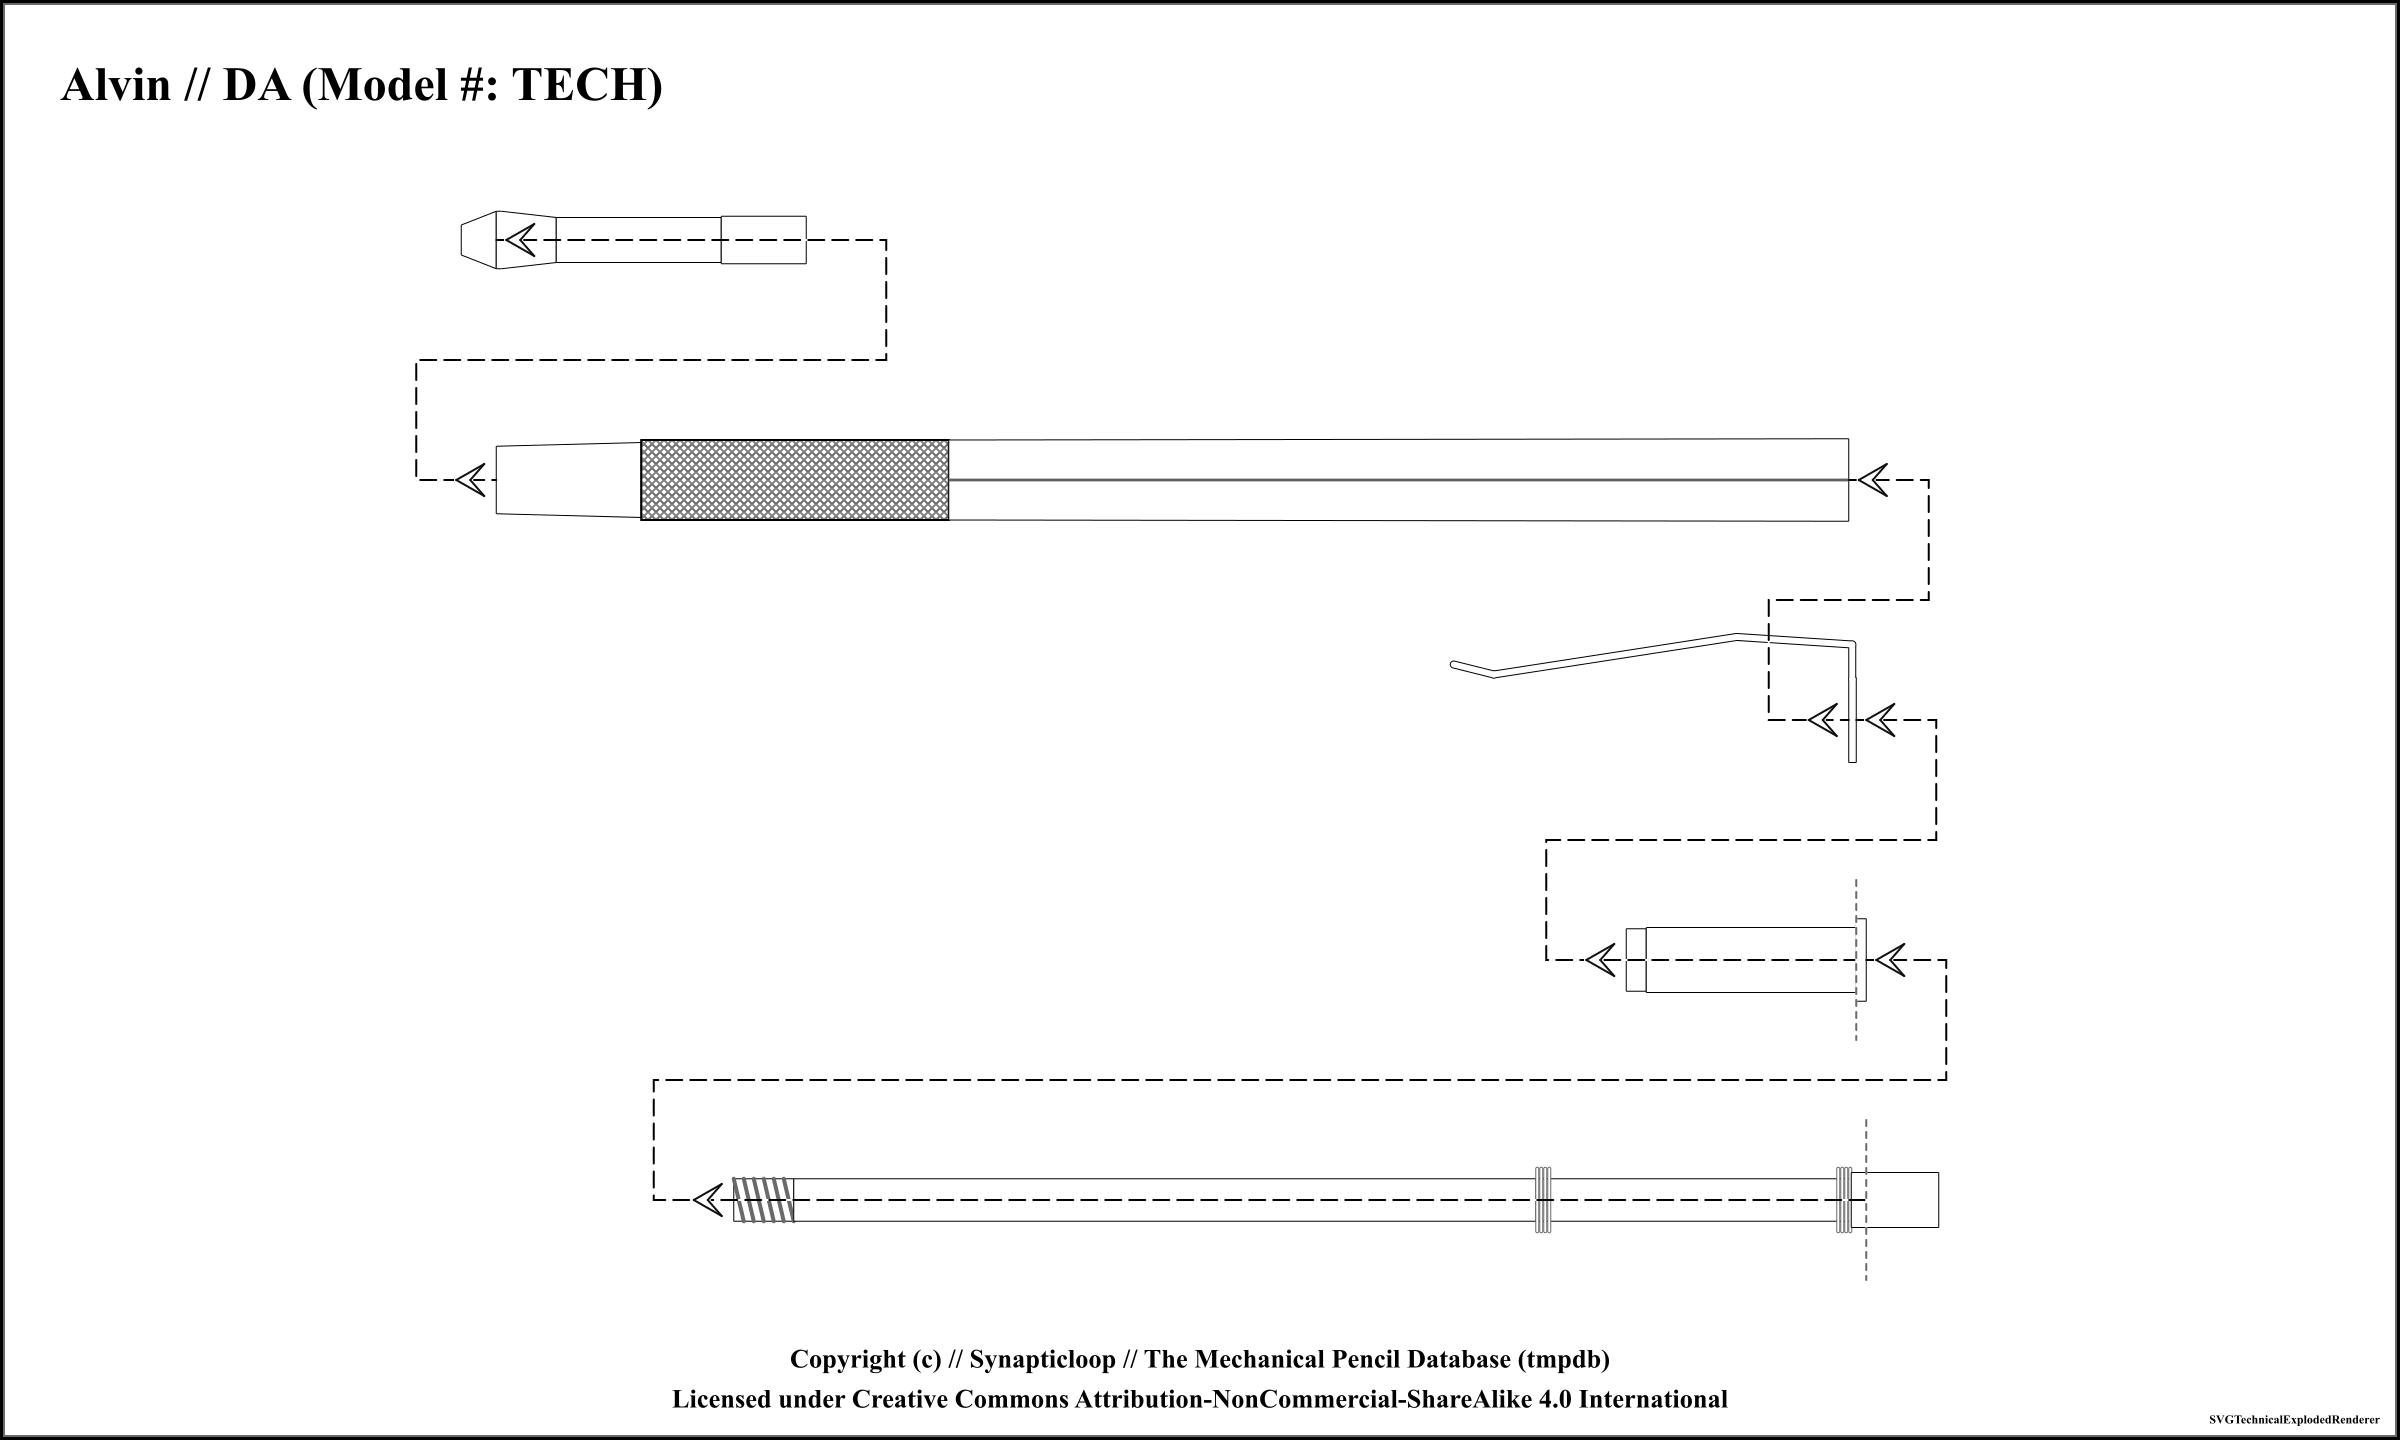 Alvin // DA (Model #: TECH)
Copyright (c) // Synapticloop // The Mechanical Pencil Database (tmpdb)
Licensed under Creative Commons Attribution-NonCommercial-ShareAlike 4.0 International
SVGTechnicalExplodedRenderer